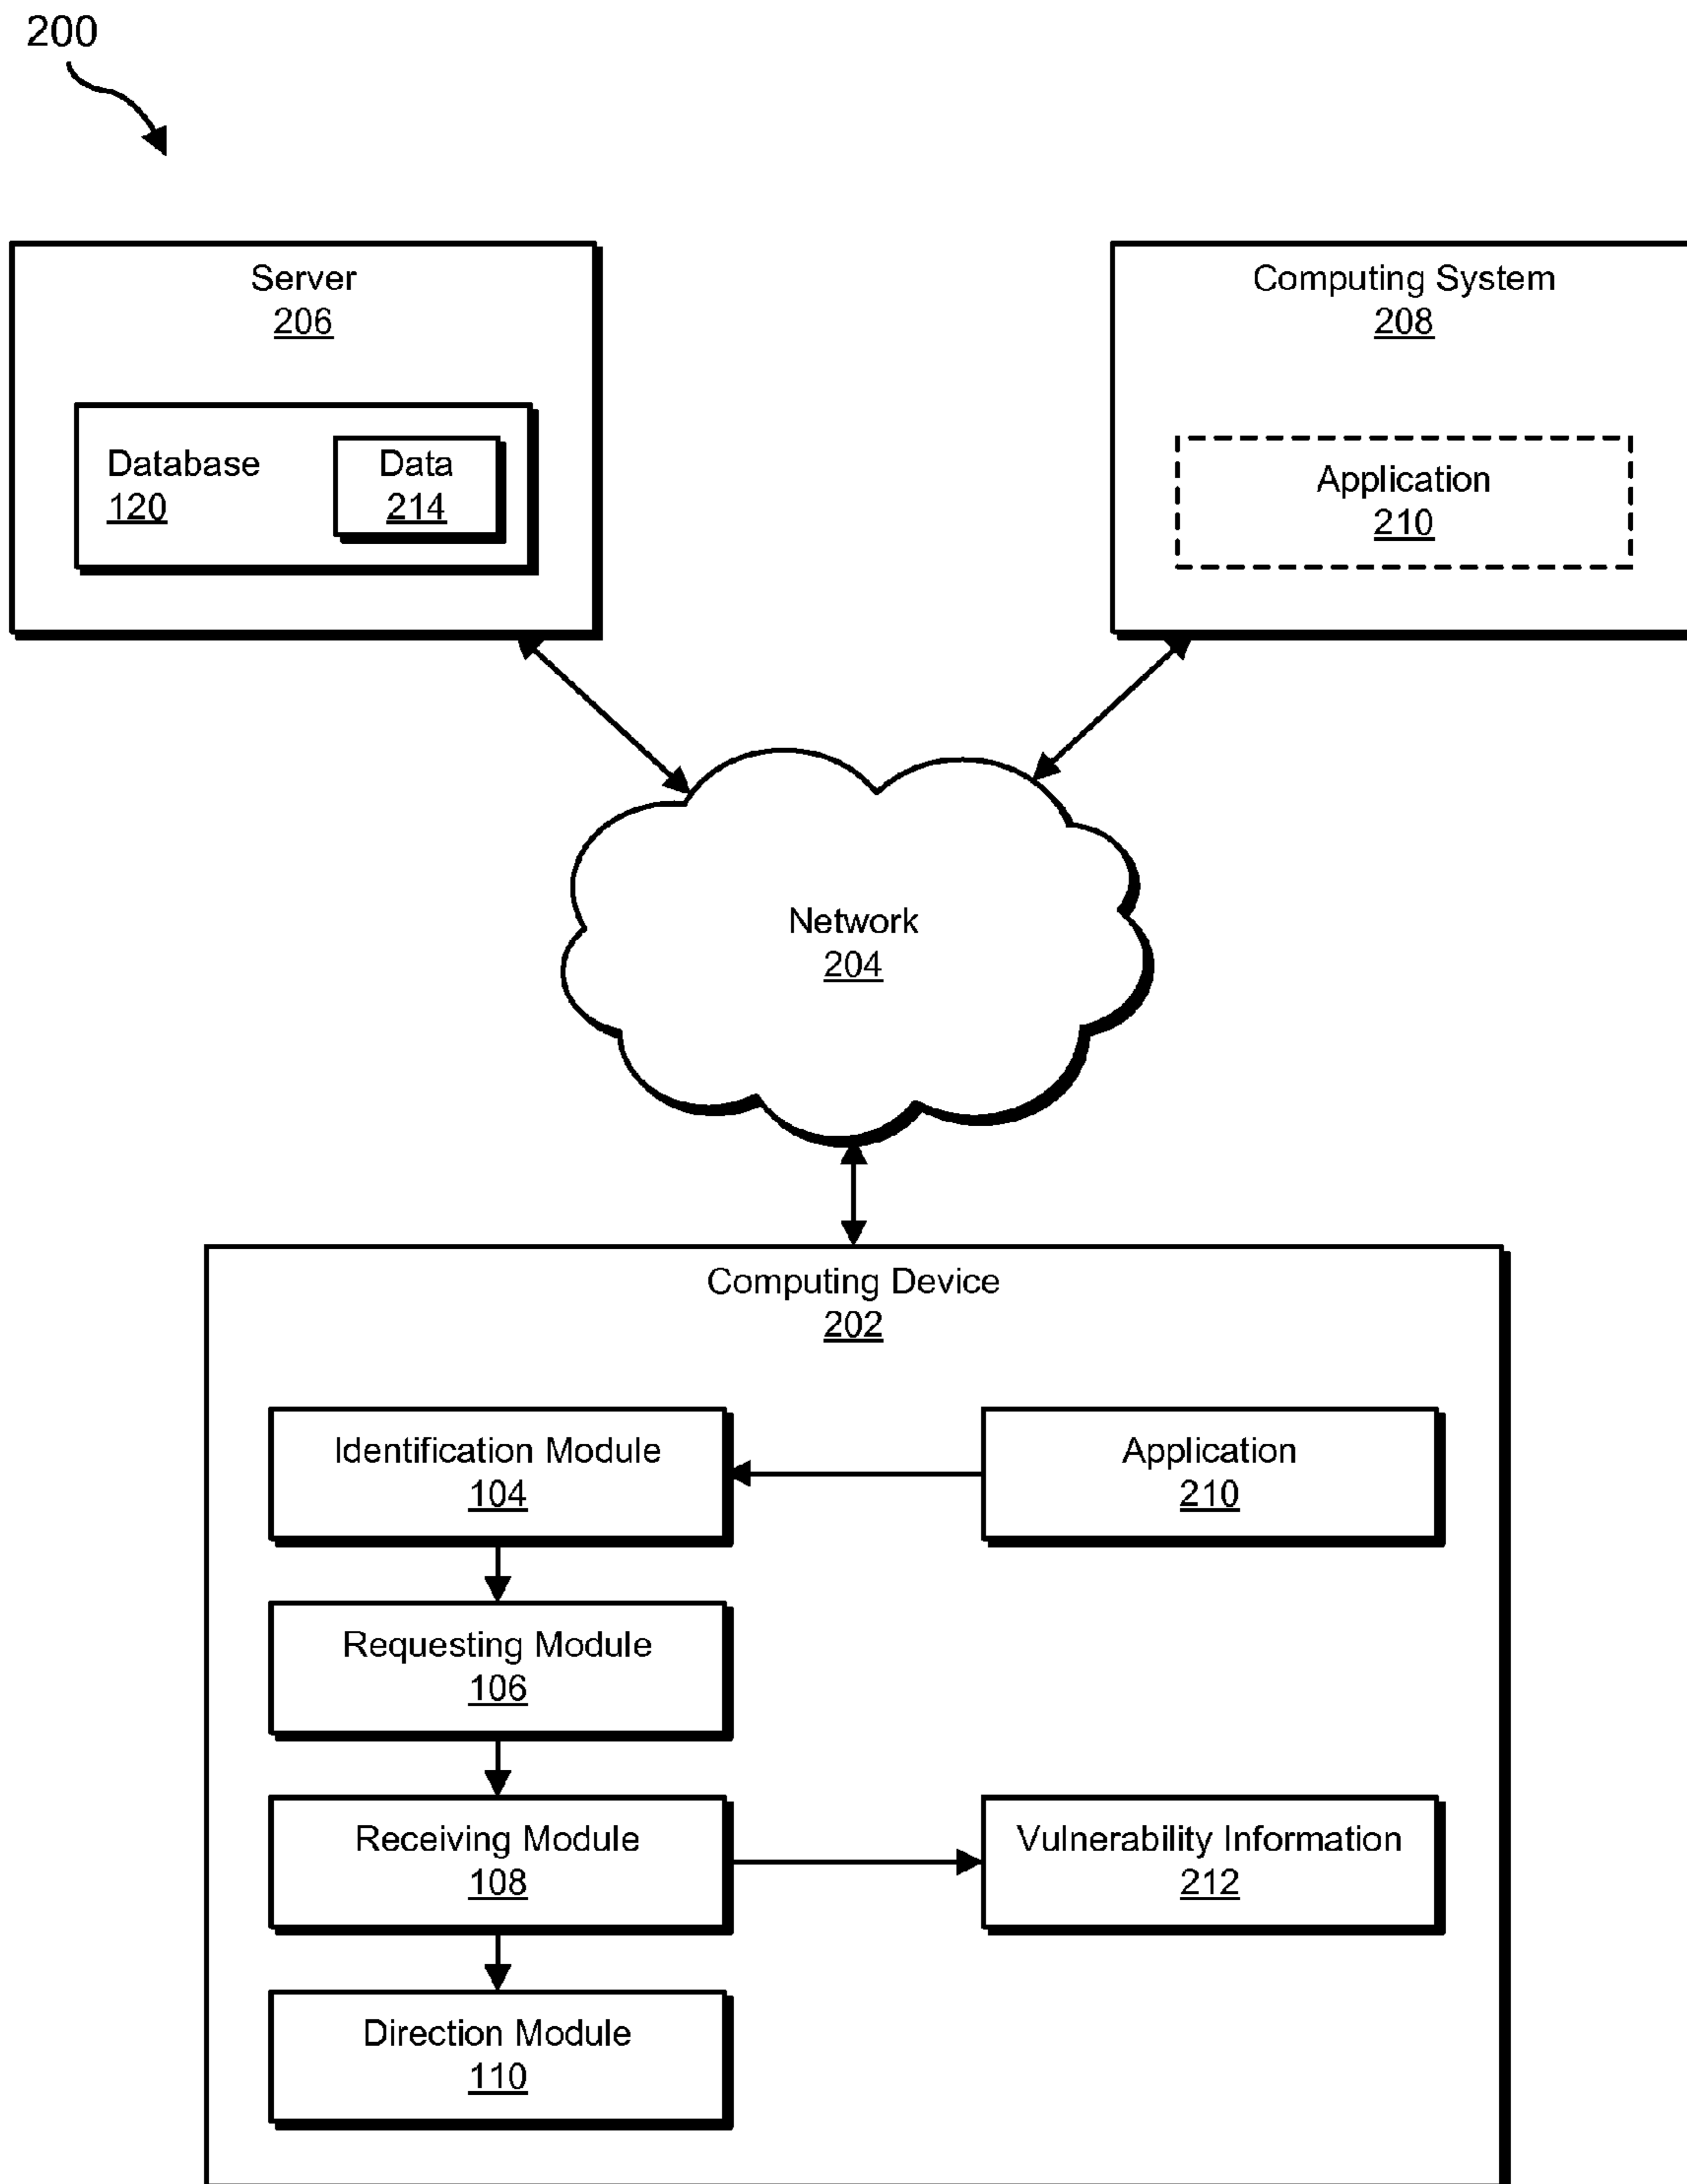 200
Server
206
Database
120
Data
214
Computing System
208
Application
210
Network
204
Computing Device
202
Identification Module
104
Application
210
Requesting Module
106
Receiving Module
108
Vulnerability Information
212
Direction Module
110